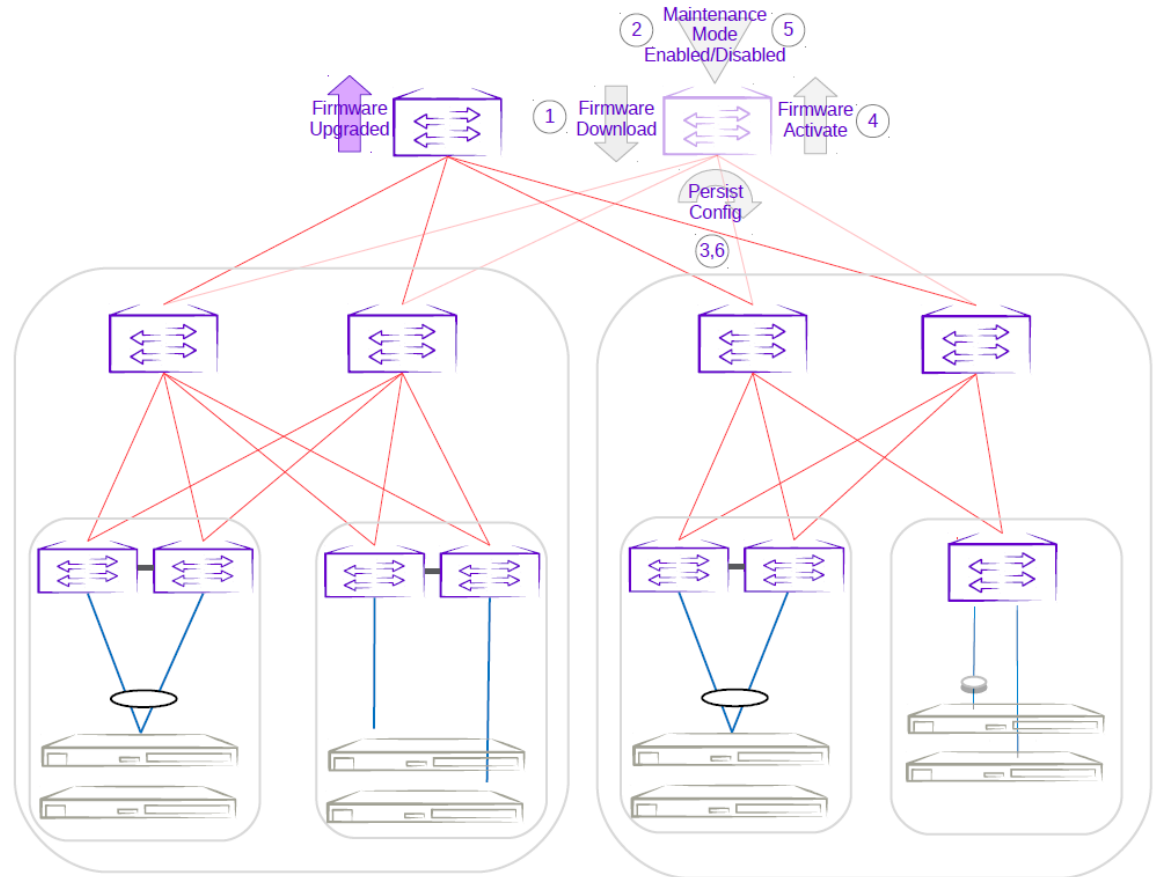 2
Maintenance
Mode
Enabled/Disabled
5
Firmware
Upgraded
1
Firmware
Download
Firmware
Activate
4
Persist
Config
3,6